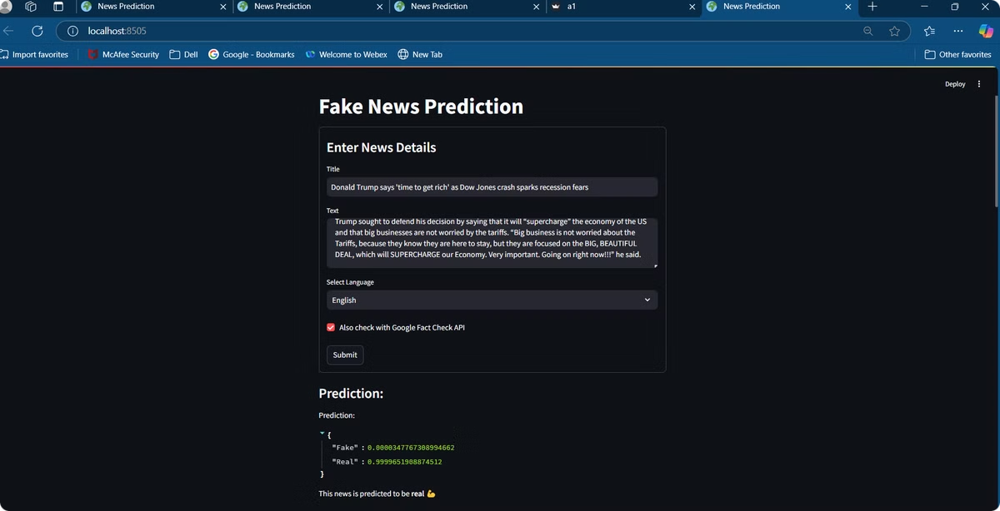 News Prediction
News Prediction
News Prediction
a1
News Prediction
localhost:8505
Import favorites
McAfee Security
Dell
Google - Bookmarks
Welcome to Webex
New Tab
Other favorites
Deploy
Fake News Prediction
Enter News Details
Title
Donald Trump says 'time to get rich' as Dow Jones crash sparks recession fears
Text
Trump sought to defend his decision by saying that it will “supercharge” the economy of the US
and that big businesses are not worried by the tariffs. “Big business is not worried about the
Tariffs, because they know they are here to stay, but they are focused on the BIG, BEAUTIFUL
DEAL, which will SUPERCHARGE our Economy. Very important. Going on right now!!!” he said.
Select Language
English
Also check with Google Fact Check API
Submit
Prediction:
Prediction:
{
"Fake" : 0.0000347767308994662
"Real" : 0.9999651908874512
}
This news is predicted to be real 💪